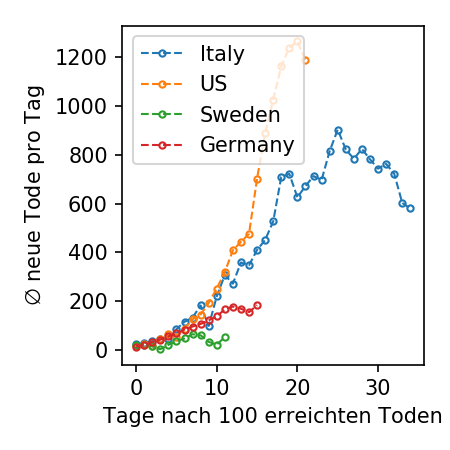 Italy
US
Sweden
Germany
∅ neue Tode pro Tag
1200
1000
800
600
400
200
0
0 10 20 30
Tage nach 100 erreichten Toden